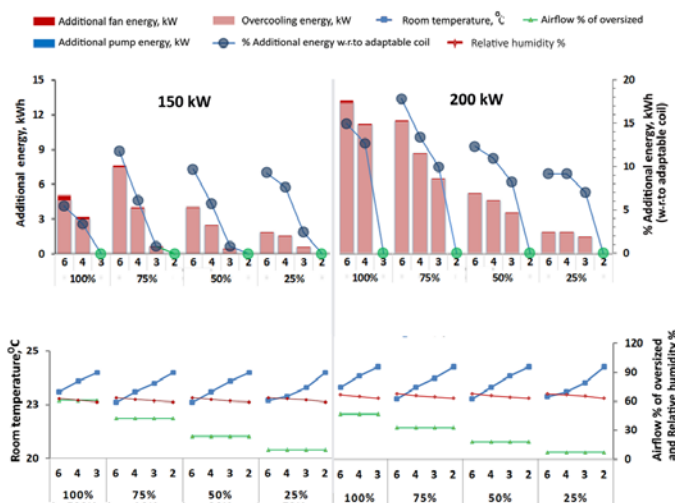 Additional fan energy, kW Overcooling energy, kW Room temperature, °C Airflow % of oversized
Additional pump energy, kW % Additional energy w.r.to adaptable coil Relative humidity %
15 20
150 kW 200 kW
12 15
9 10
6 5
3
0 0
Additional energy, kWh
% Additional energy, kWh
(w.r.to adaptable coil)
6 4 3 6 4 3 2 6 4 3 2 6 4 3 2 6 4 3 6 4 3 2 6 4 3 2 6 4 3 2
100% 75% 50% 25% 100% 75% 50% 25%
25 120
90
23 60
30
20 0
Room temperature,°C
Airflow % of oversized
and Relative humidity %
6 4 3 6 4 3 2 6 4 3 2 6 4 3 2 6 4 3 6 4 3 2 6 4 3 2 6 4 3 2
100% 75% 50% 25% 100% 75% 50% 25%